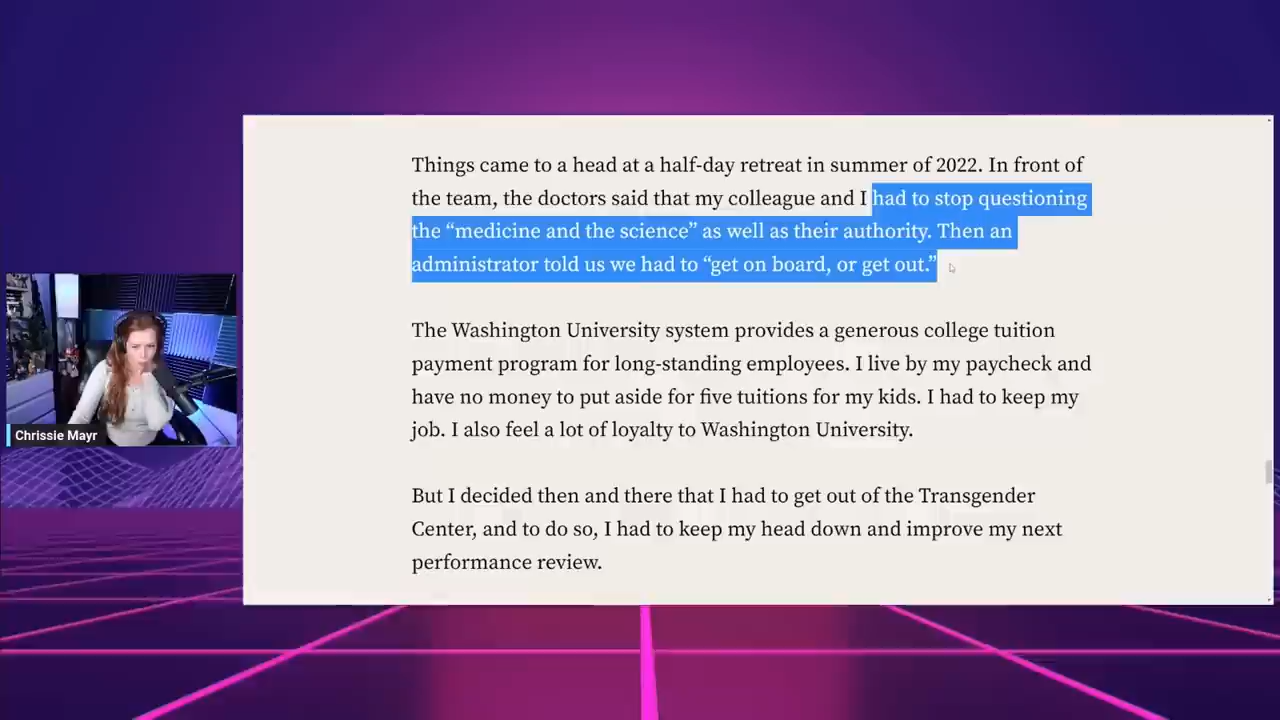 Things came to a head at a half-day retreat in summer of 2022. In front of
the team, the doctors said that my colleague and I had to stop questioning
the “medicine and the science” as well as their authority. Then an
administrator told us we had to “get on board, or get out.”
The Washington University system provides a generous college tuition
payment program for long-standing employees. I live by my paycheck and
have no money to put aside for five tuitions for my kids. I had to keep my
job. I also feel a lot of loyalty to Washington University.
But I decided then and there that I had to get out of the Transgender
Center, and to do so, I had to keep my head down and improve my next
performance review.
Chrissie Mayr